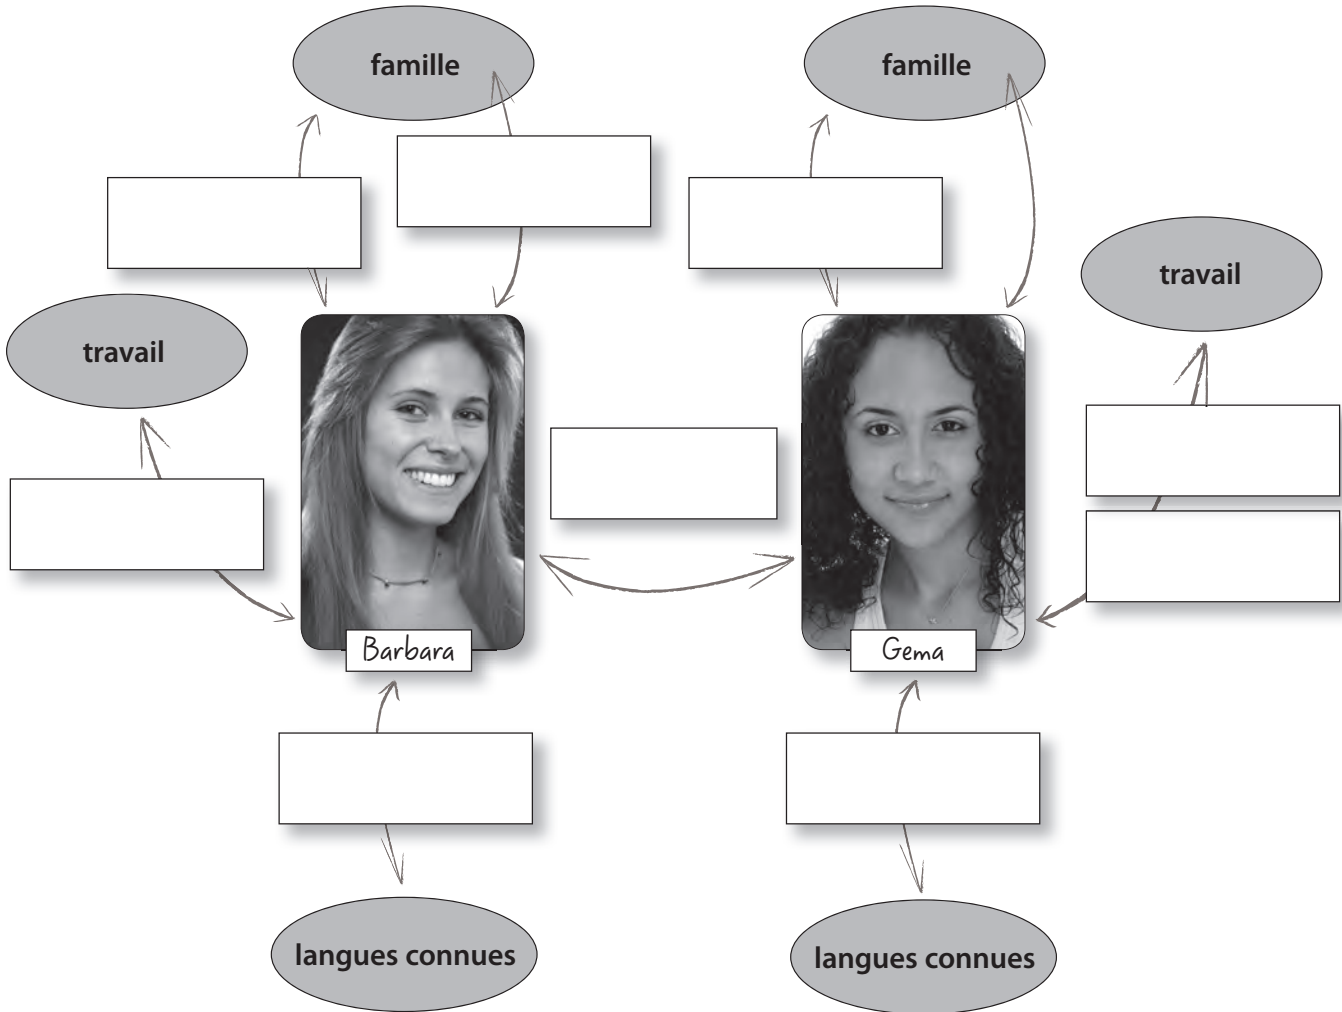 famille
famille
travail
travail
Barbara
Gema
langues connues
langues connues